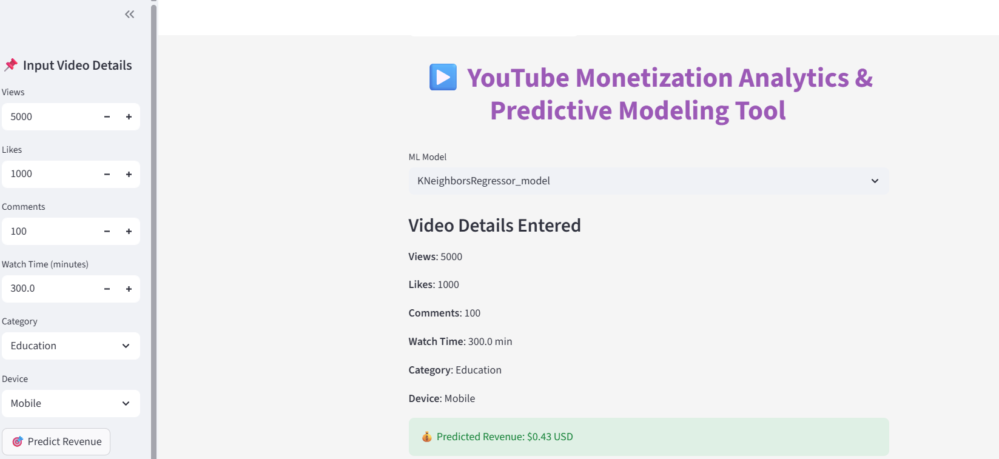 Input Video Details
Views
5000
Likes
1000
Comments
100
Watch Time (minutes)
300.0
Category
Education
Device
Mobile
Predict Revenue
YouTube Monetization Analytics &
Predictive Modeling Tool
ML Model
KNeighborsRegressor_model
Video Details Entered
Views: 5000
Likes: 1000
Comments: 100
Watch Time: 300.0 min
Category: Education
Device: Mobile
Predicted Revenue: $0.43 USD